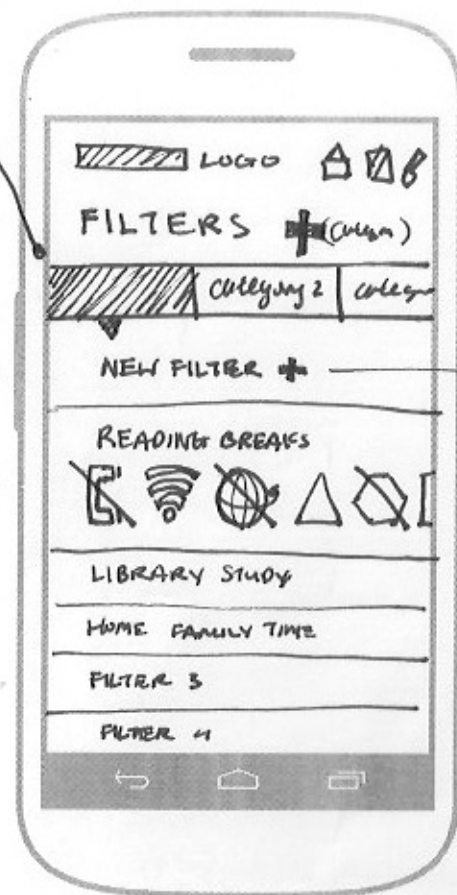 LOGO
FILTERS
category 2
NEW FILTER +
READING BREAKS
LIBRARY STUDY
HOME FAMILY TIME
FILTER 3
FILTER 4